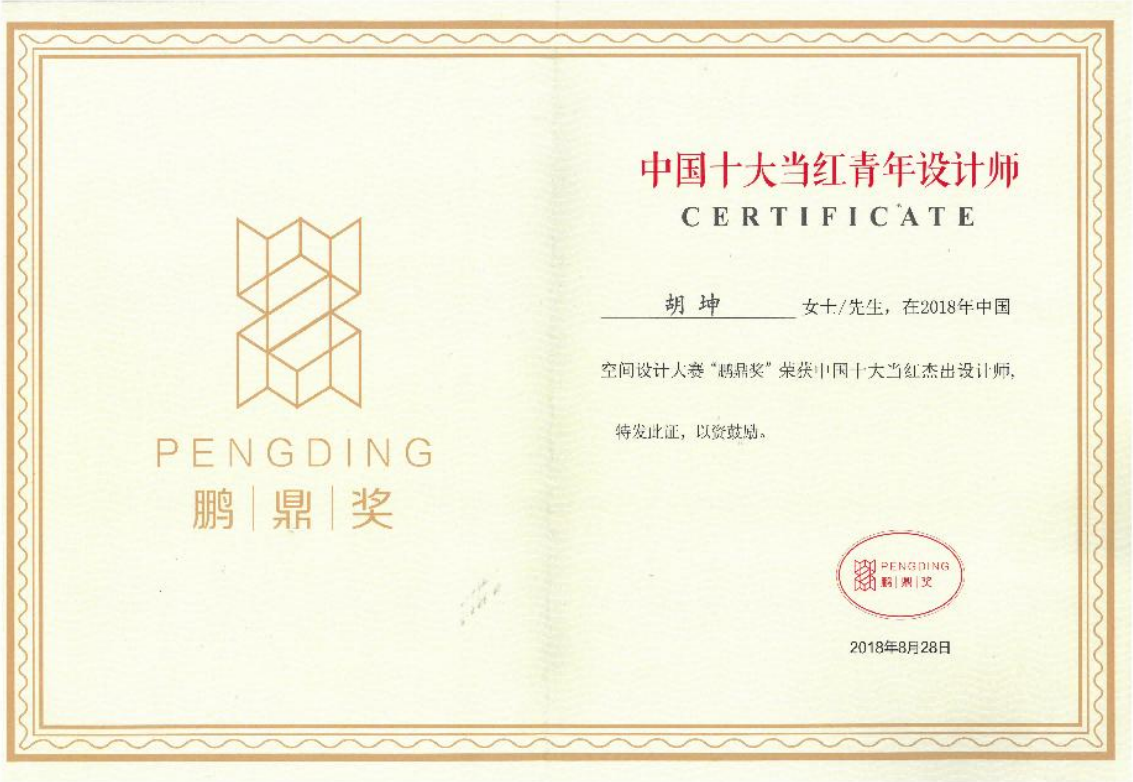 PENGDING
鹏|鼎|奖
中国十大当红青年设计师
CERTIFICATE
胡 坤 女士/先生，在2018年中国
空间设计大赛“鹏鼎奖”荣获中国十大当红杰出设计师,
特发此证，以资鼓励。
PENGDING
鹏|鼎|奖
2018年8月28日